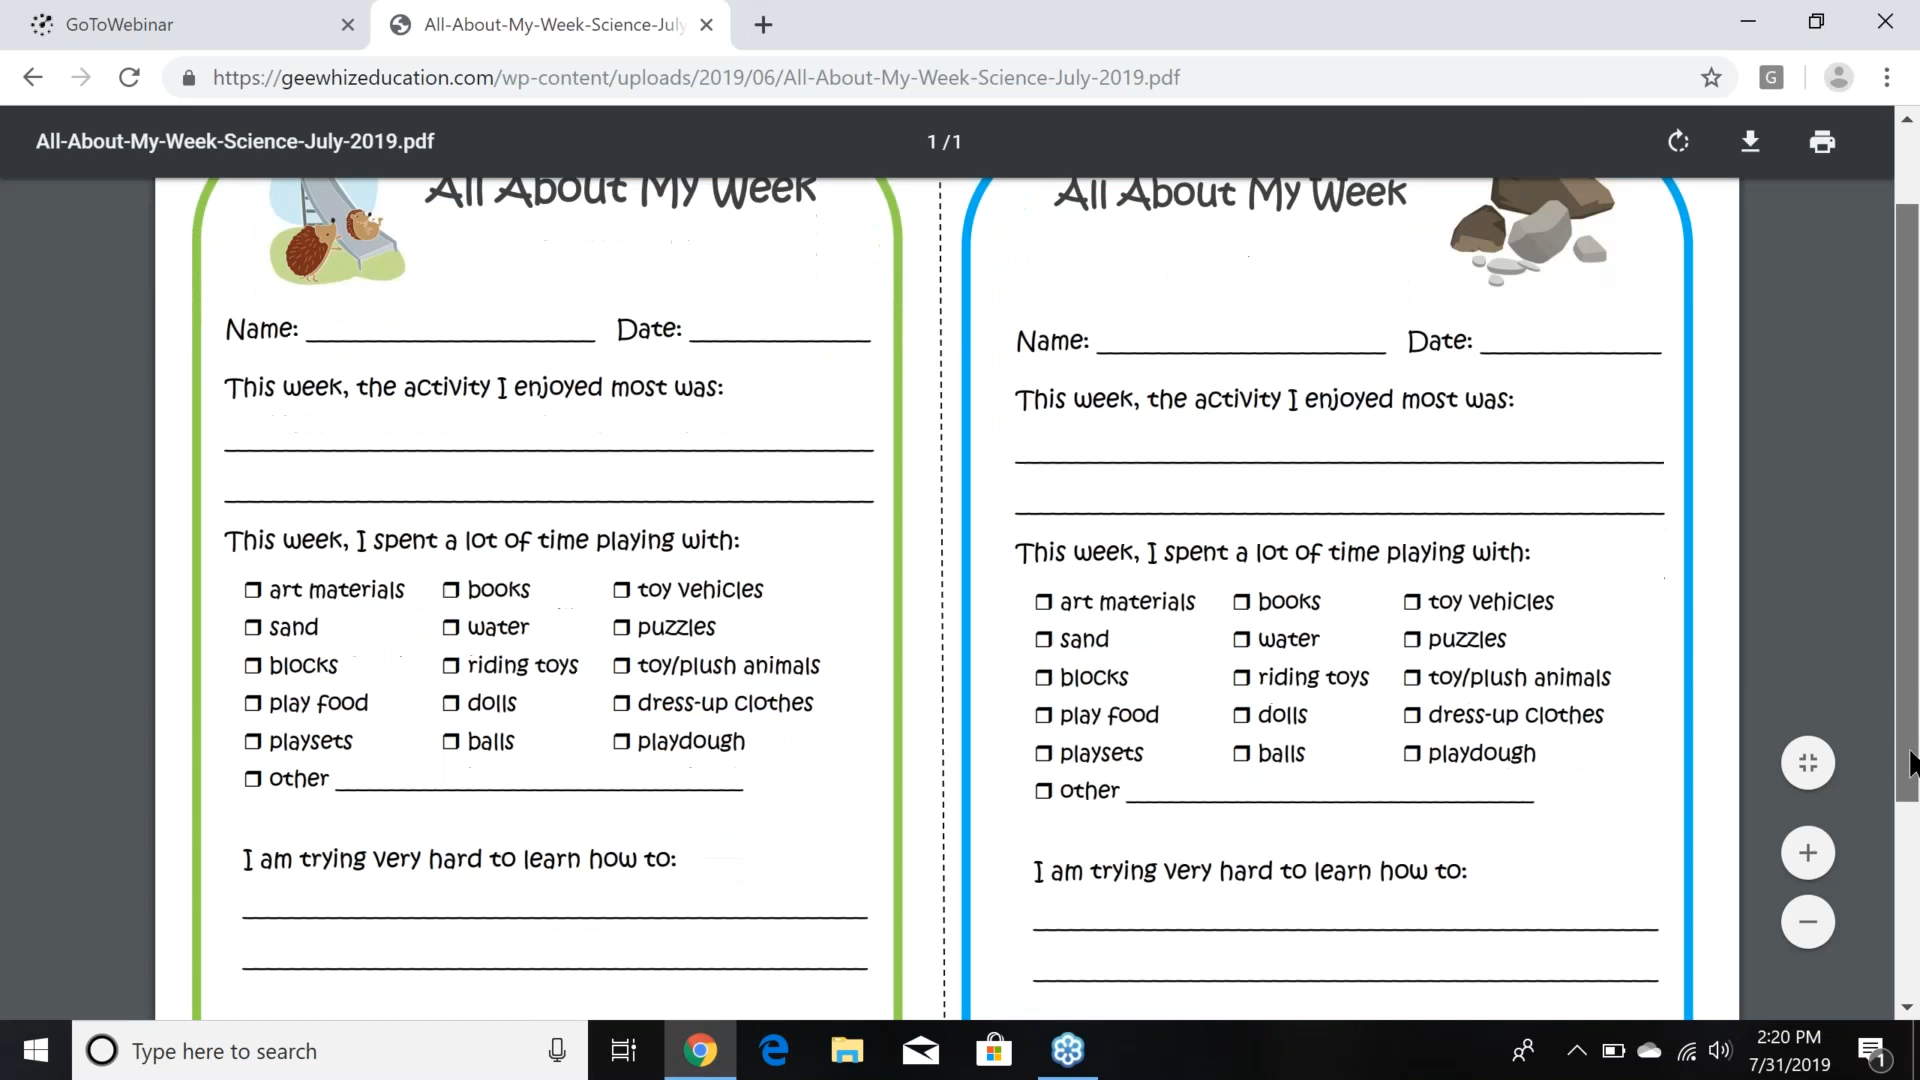 GoToWebinar
All-About-My-Week-Science-July
https://geewhizeducation.com/wp-content/uploads/2019/06/All-About-My-Week-Science-July-2019.pdf
G
All-About-My-Week-Science-July-2019.pdf
1 / 1
All About My Week
Name: Date:
This week, the activity I enjoyed most was:
This week, I spent a lot of time playing with:
art materials books toy vehicles
sand water puzzles
blocks riding toys toy/plush animals
play food dolls dress-up clothes
playsets balls playdough
other
I am trying very hard to learn how to:
All About My Week
Name: Date:
This week, the activity I enjoyed most was:
This week, I spent a lot of time playing with:
art materials books toy vehicles
sand water puzzles
blocks riding toys toy/plush animals
play food dolls dress-up clothes
playsets balls playdough
other
I am trying very hard to learn how to:
Type here to search
2:20 PM
7/31/2019
1